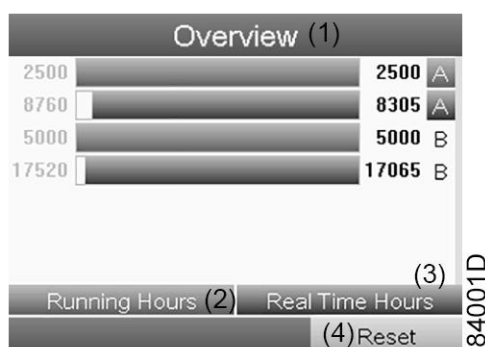 Overview (1)
2500 2500 A
8760 8305 A
5000 5000 B
17520 17065 B
(3)
Running Hours (2) Real Time Hours
(4) Reset
84001D